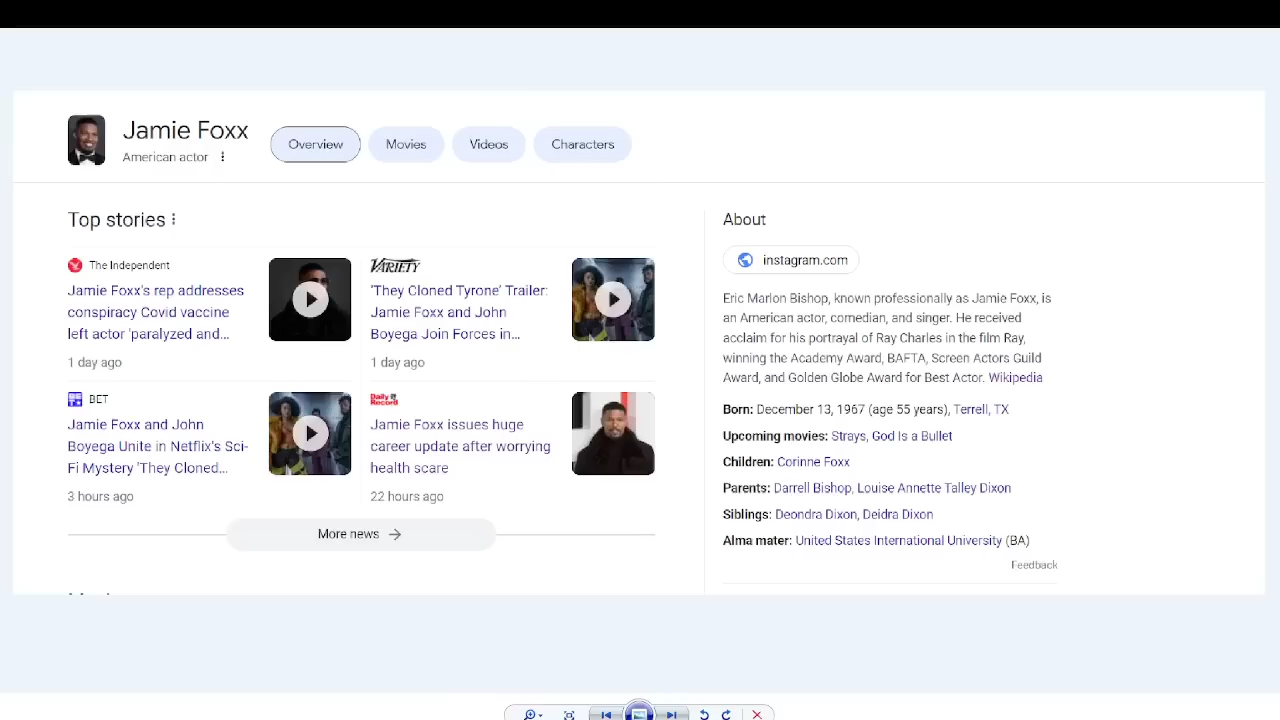 Jamie Foxx
American actor
Overview
Movies
Videos
Characters
Top stories
The Independent
Jamie Foxx's rep addresses
conspiracy Covid vaccine
left actor 'paralyzed and...
1 day ago
VARIETY
'They Cloned Tyrone' Trailer:
Jamie Foxx and John
Boyega Join Forces in...
1 day ago
BET
Jamie Foxx and John
Boyega Unite in Netflix's Sci-
Fi Mystery 'They Cloned...
3 hours ago
Daily Record
Jamie Foxx issues huge
career update after worrying
health scare
22 hours ago
More news
About
instagram.com
Eric Marlon Bishop, known professionally as Jamie Foxx, is
an American actor, comedian, and singer. He received
acclaim for his portrayal of Ray Charles in the film Ray,
winning the Academy Award, BAFTA, Screen Actors Guild
Award, and Golden Globe Award for Best Actor. Wikipedia
Born: December 13, 1967 (age 55 years), Terrell, TX
Upcoming movies: Strays, God Is a Bullet
Children: Corinne Foxx
Parents: Darrell Bishop, Louise Annette Talley Dixon
Siblings: Deondra Dixon, Deidra Dixon
Alma mater: United States International University (BA)
Feedback